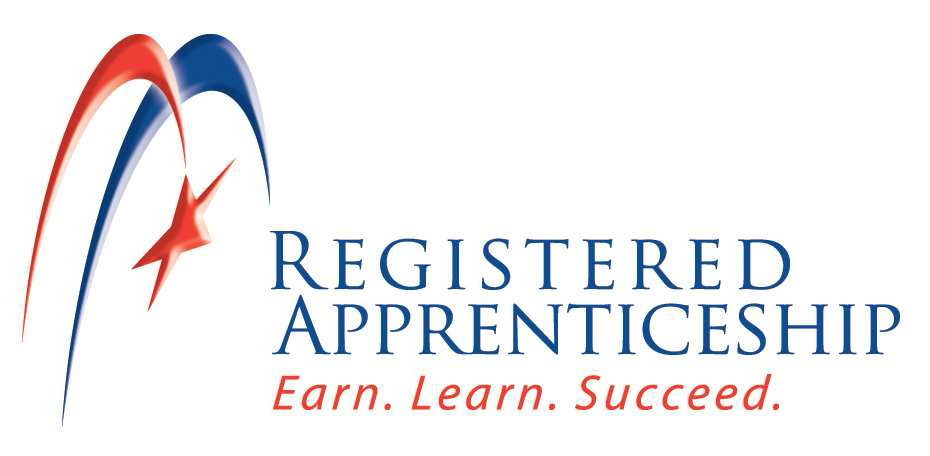 REGISTERED
APPRENTICESHIP
Earn. Learn. Succeed.